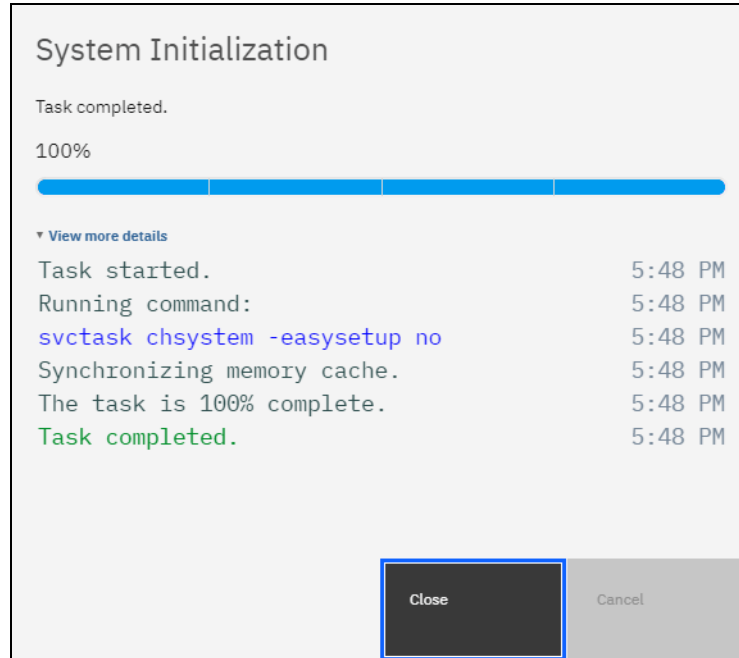 System Initialization
Task completed.
100%
▾ View more details
Task started. 5:48 PM
Running command: 5:48 PM
svctask chsystem -easysetup no 5:48 PM
Synchronizing memory cache. 5:48 PM
The task is 100% complete. 5:48 PM
Task completed. 5:48 PM
Close Cancel